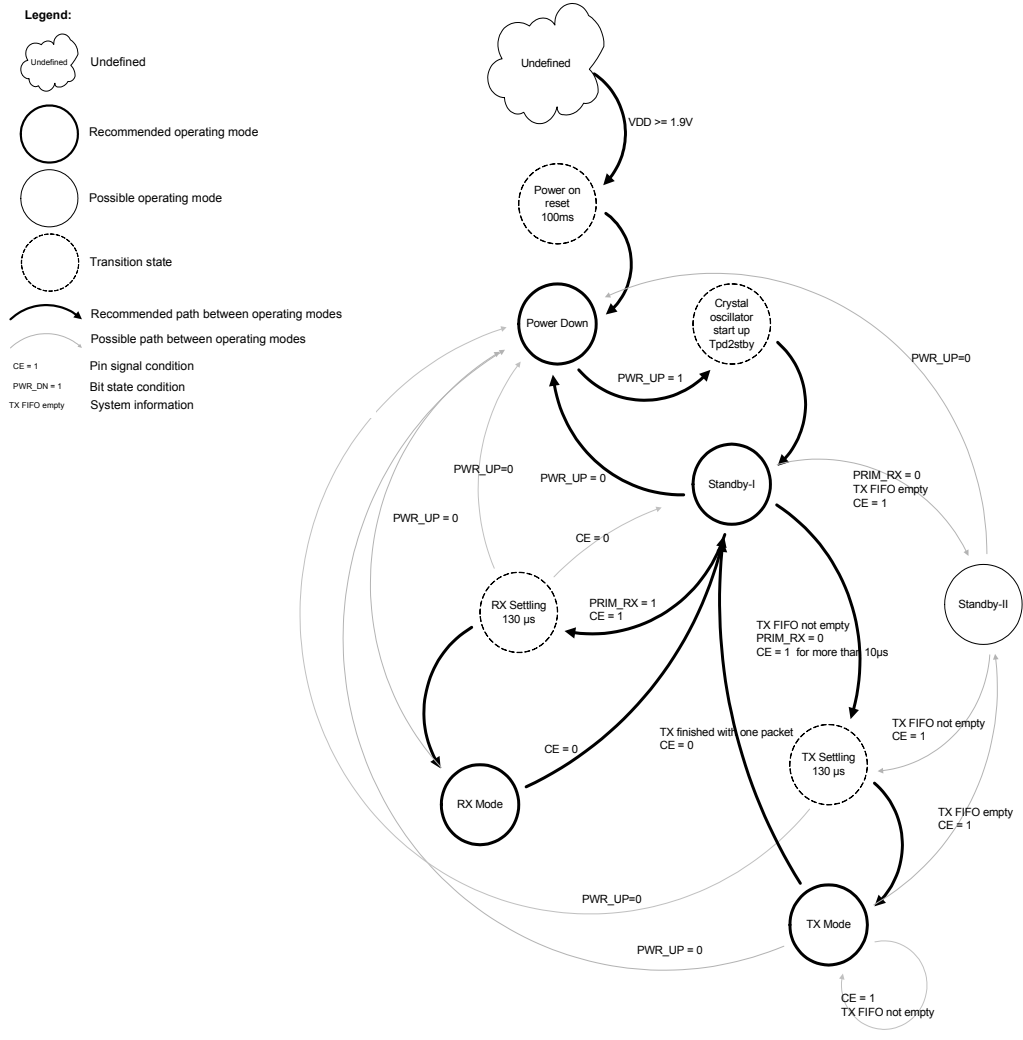 Legend:
Undefined
Undefined
Recommended operating mode
Possible operating mode
Transition state
Recommended path between operating modes
Possible path between operating modes
CE = 1
Pin signal condition
PWR_DN = 1
Bit state condition
TX FIFO empty
System information
Undefined
VDD >= 1.9V
Power on
reset
100ms
Power Down
Crystal
oscillator
start up
Tpd2stby
PWR_UP=0
PWR_UP = 1
PWR_UP=0
PWR_UP = 0
Standby-I
PRIM_RX = 0
TX FIFO empty
CE = 1
PWR_UP = 0
CE = 0
RX Settling
130 µs
PRIM_RX = 1
CE = 1
Standby-II
TX FIFO not empty
PRIM_RX = 0
CE = 1  for more than 10µs
TX FIFO not empty
CE = 1
TX finished with one packet
CE = 0
CE = 0
TX Settling
130 µs
RX Mode
TX FIFO empty
CE = 1
PWR_UP=0
TX Mode
PWR_UP = 0
CE = 1
TX FIFO not empty